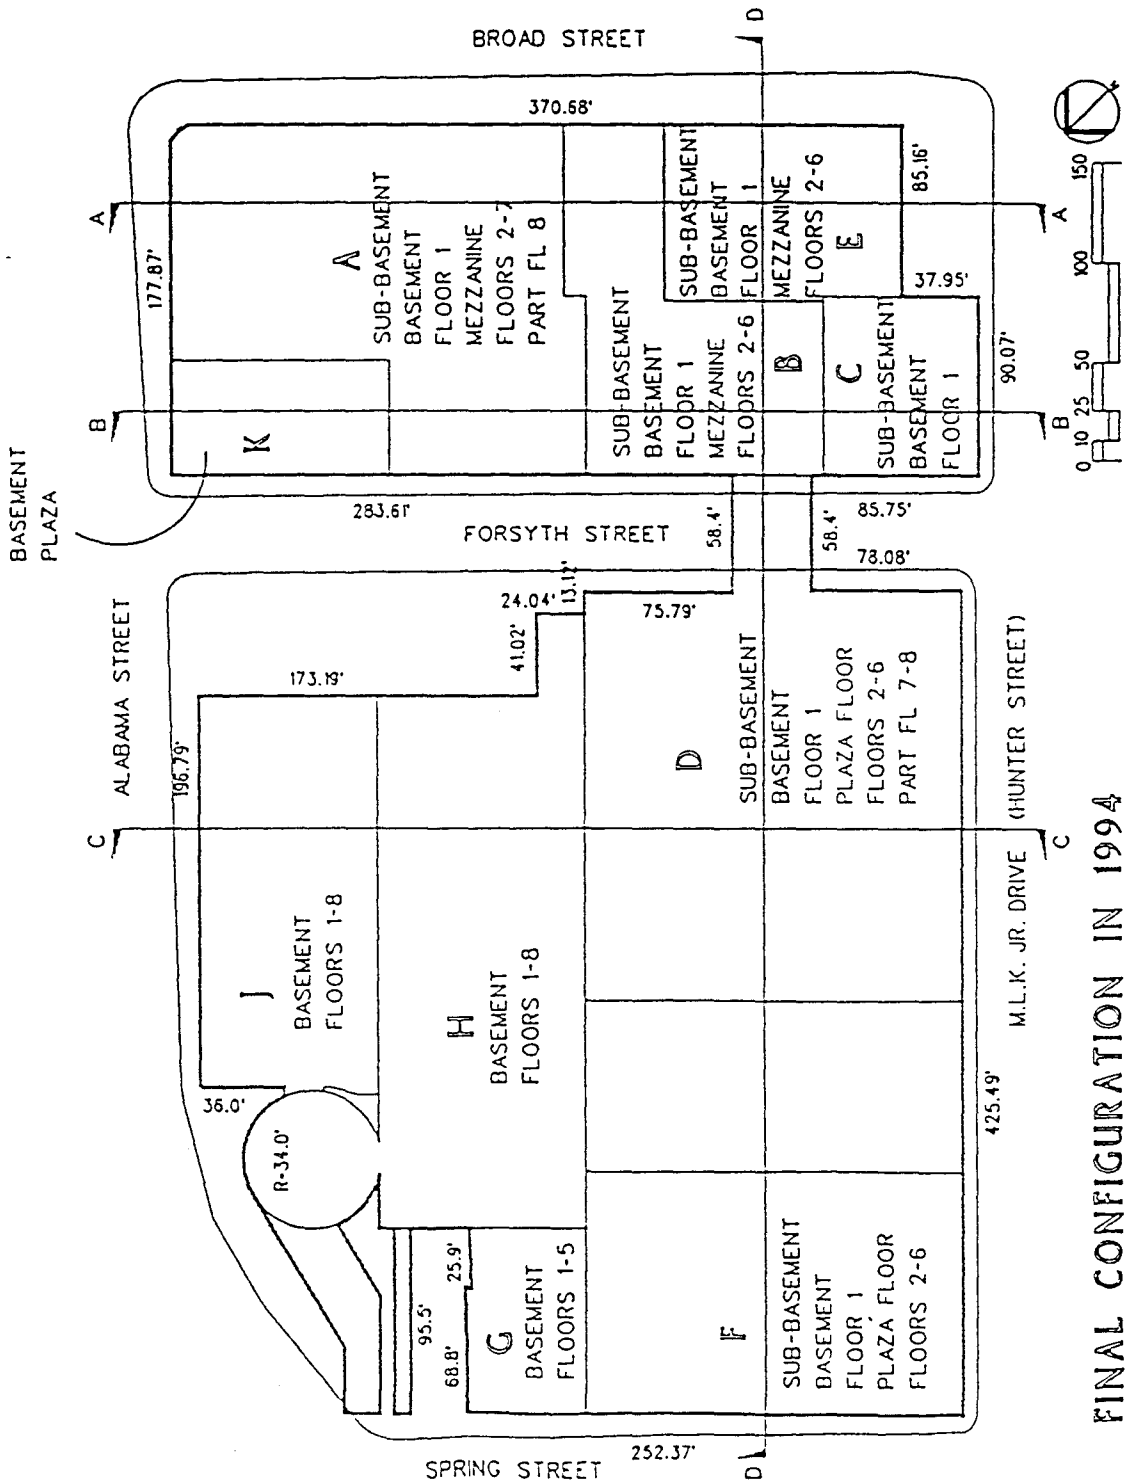 BROAD STREET
370.68'
177.87'
85.16'
37.95'
90.07'
85.75'
283.61'
A
SUB-BASEMENT
BASEMENT
FLOOR 1
MEZZANINE
FLOORS 2-7
PART FL 8
SUB-BASEMENT
BASEMENT
FLOOR 1
MEZZANINE
FLOORS 2-6
E
SUB-BASEMENT
BASEMENT
FLOOR 1
MEZZANINE
FLOORS 2-6
B
C
SUB-BASEMENT
BASEMENT
FLOOR 1
K
BASEMENT
PLAZA
A
A
B
B
C
C
D
D
FORSYTH STREET
58.4'
58.4'
78.08'
75.79'
13.12'
24.04'
41.02'
173.19'
196.79'
ALABAMA STREET
D
SUB-BASEMENT
BASEMENT
FLOOR 1
PLAZA FLOOR
FLOORS 2-6
PART FL 7-8
J
BASEMENT
FLOORS 1-8
H
BASEMENT
FLOORS 1-8
36.0'
R-34.0'
95.5'
25.9'
68.8'
G
BASEMENT
FLOORS 1-5
F
SUB-BASEMENT
BASEMENT
FLOOR 1
PLAZA FLOOR
FLOORS 2-6
425.49'
252.37'
SPRING STREET
M.L.K. JR. DRIVE (HUNTER STREET)
0 10 25 50 100 150
FINAL CONFIGURATION IN 1994